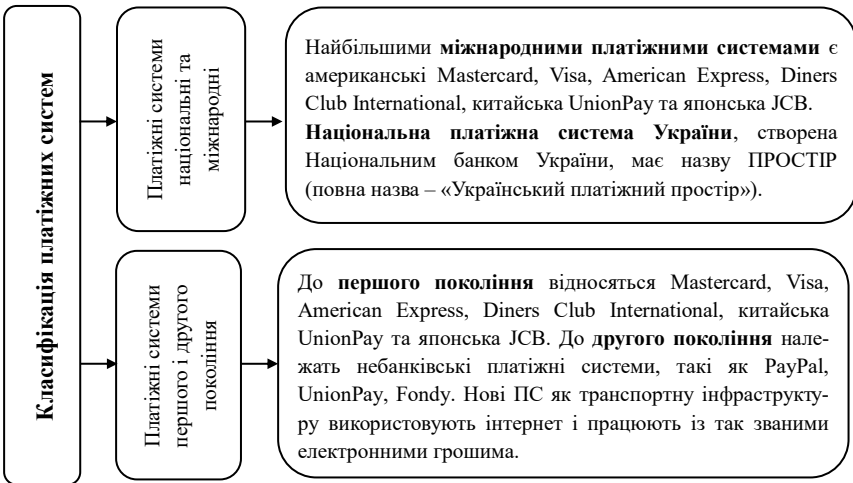 Класифікація платіжних систем
Платіжні системи
національні та
міжнародні
Найбільшими міжнародними платіжними системами є
американські Mastercard, Visa, American Express, Diners
Club International, китайська UnionPay та японська JCB.
Національна платіжна система України, створена
Національним банком України, має назву ПРОСТІР
(повна назва – «Український платіжний простір»).
Платіжні системи
першого і другого
покоління
До першого покоління відносяться Mastercard, Visa,
American Express, Diners Club International, китайська
UnionPay та японська JCB. До другого покоління нале-
жать небанківські платіжні системи, такі як PayPal,
UnionPay, Fondy. Нові ПС як транспортну інфраструкту-
ру використовують інтернет і працюють із так званими
електронними грошима.